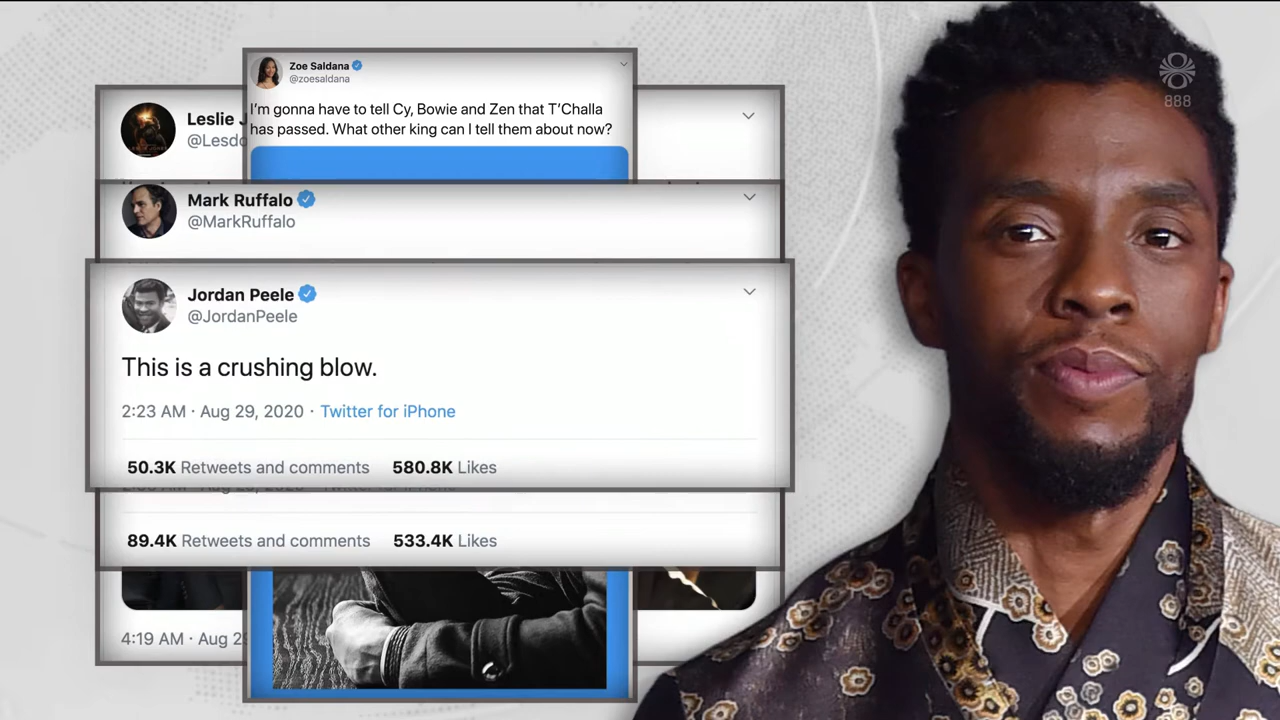 Zoe Saldana
@zoesaldana
I'm gonna have to tell Cy, Bowie and Zen that T'Challa
has passed. What other king can I tell them about now?
Leslie J
@Lesdo
888
Mark Ruffalo
@MarkRuffalo
Jordan Peele
@JordanPeele
This is a crushing blow.
2:23 AM · Aug 29, 2020 · Twitter for iPhone
50.3K Retweets and comments 580.8K Likes
89.4K Retweets and comments 533.4K Likes
4:19 AM · Aug 29